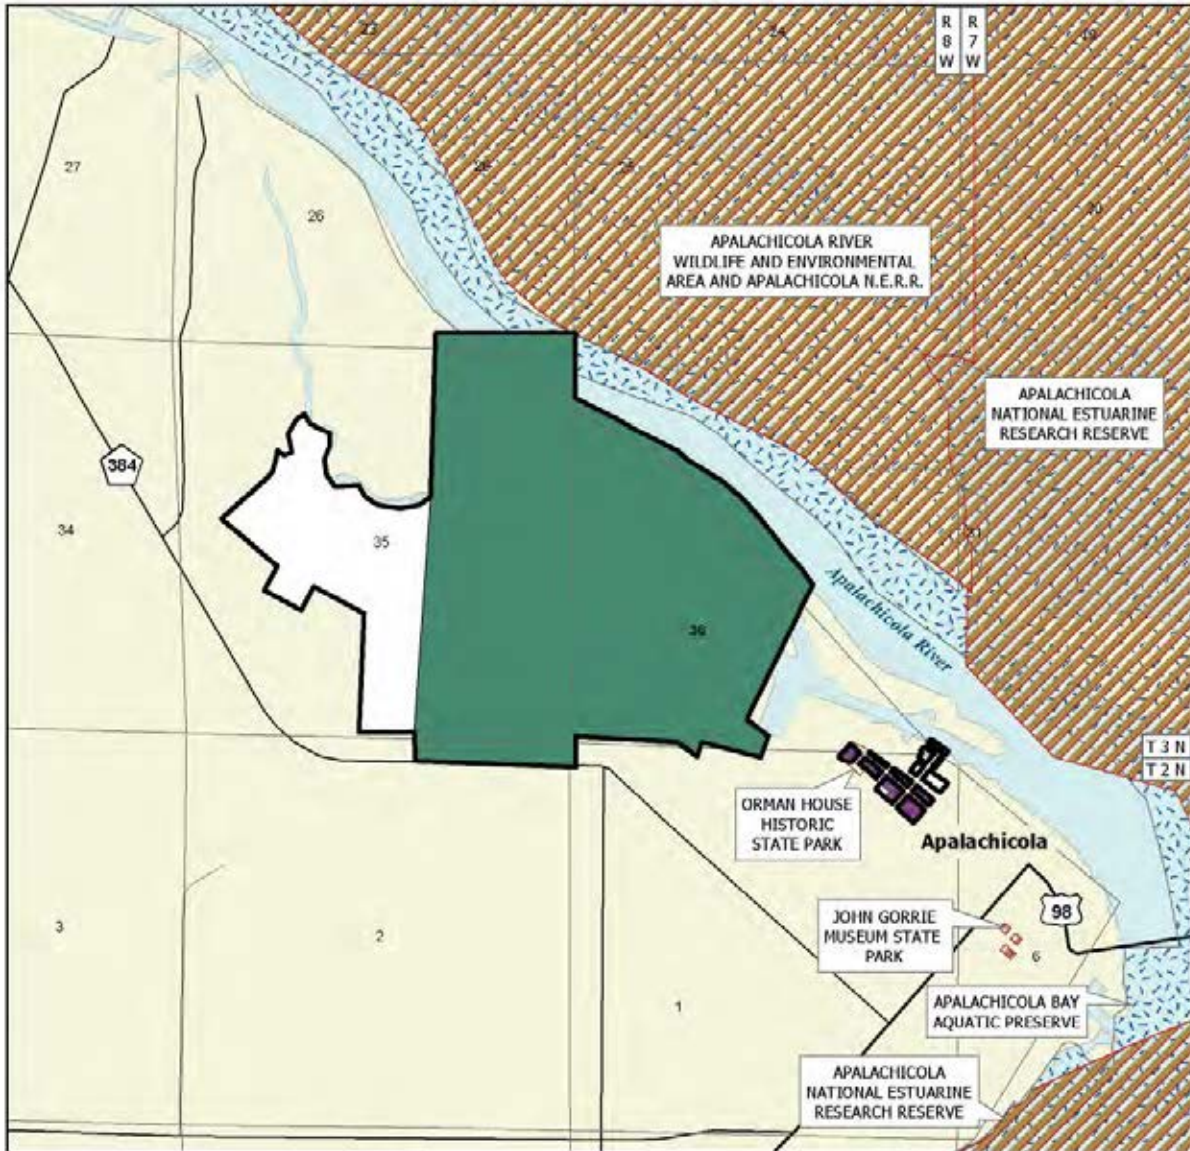 23
24
19
R R
8 7
W W
27
26
25
30
26
APALACHICOLA RIVER
WILDLIFE AND ENVIRONMENTAL
AREA AND APALACHICOLA N.E.R.R.
APALACHICOLA
NATIONAL ESTUARINE
RESEARCH RESERVE
384
34
35
31
Apalachicola River
36
T 3 N
T 2 N
ORMAN HOUSE
HISTORIC
STATE PARK
Apalachicola
98
JOHN GORRIE
MUSEUM STATE
PARK
3
2
6
1
APALACHICOLA BAY
AQUATIC PRESERVE
APALACHICOLA
NATIONAL ESTUARINE
RESEARCH RESERVE